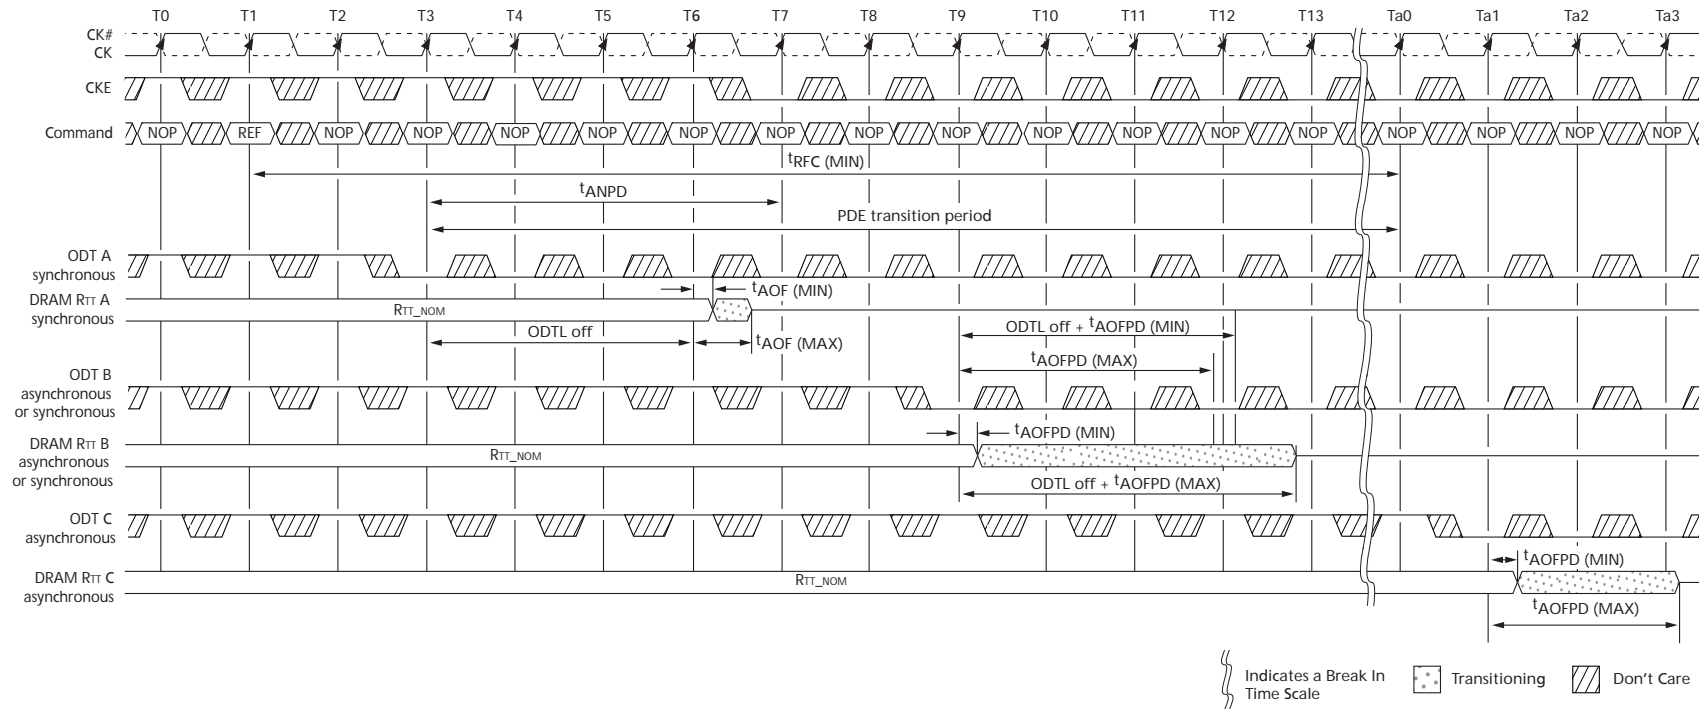 T0 T1 T2 T3 T4 T5 T6 T7 T8 T9 T10 T11 T12 T13 Ta0 Ta1 Ta2 Ta3
CK#
CK
CKE
Command NOP REF NOP NOP NOP NOP NOP NOP NOP NOP NOP NOP NOP NOP NOP NOP NOP NOP
tRFC (MIN)
tANPD
PDE transition period
ODT A
synchronous
tAOF (MIN)
DRAM RTT A
synchronous
RTT_NOM
ODTL off
tAOF (MAX)
ODTL off + tAOFPD (MIN)
tAOFPD (MAX)
ODT B
asynchronous
or synchronous
tAOFPD (MIN)
DRAM RTT B
asynchronous
or synchronous
RTT_NOM
ODTL off + tAOFPD (MAX)
ODT C
asynchronous
tAOFPD (MIN)
DRAM RTT C
asynchronous
RTT_NOM
tAOFPD (MAX)
Indicates a Break In
Time Scale
Transitioning
Don't Care